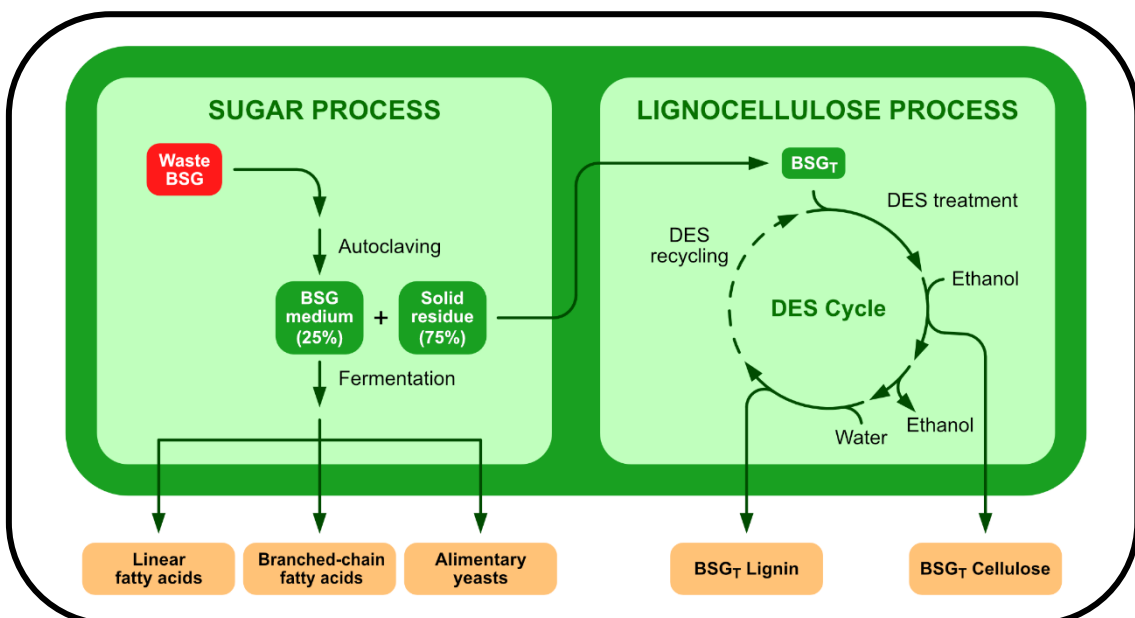 SUGAR PROCESS
Waste
BSG
Autoclaving
BSG
medium
(25%)
+
Solid
residue
(75%)
Fermentation
Linear
fatty acids
Branched-chain
fatty acids
Alimentary
yeasts
LIGNOCELLULOSE PROCESS
BSGT
DES treatment
DES
recycling
Ethanol
DES Cycle
Ethanol
Water
BSGT Lignin
BSGT Cellulose